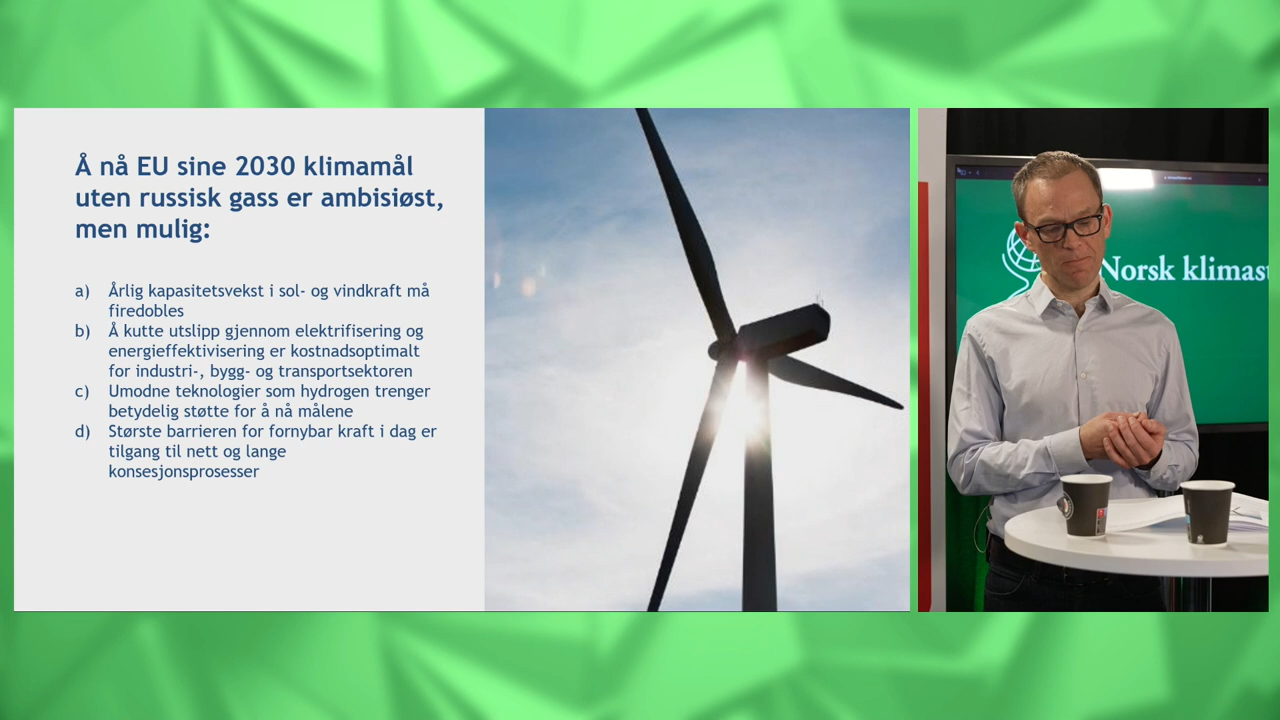 Å nå EU sine 2030 klimamål
uten russisk gass er ambisiøst,
men mulig:
a) Årlig kapasitetsvekst i sol- og vindkraft må
firedobles
b) Å kutte utslipp gjennom elektrifisering og
energieffektivisering er kostnadsoptimalt
for industri-, bygg- og transportsektoren
c) Umodne teknologier som hydrogen trenger
betydelig støtte for å nå målene
d) Største barrieren for fornybar kraft i dag er
tilgang til nett og lange
konsesjonsprosesser
Norsk klimast